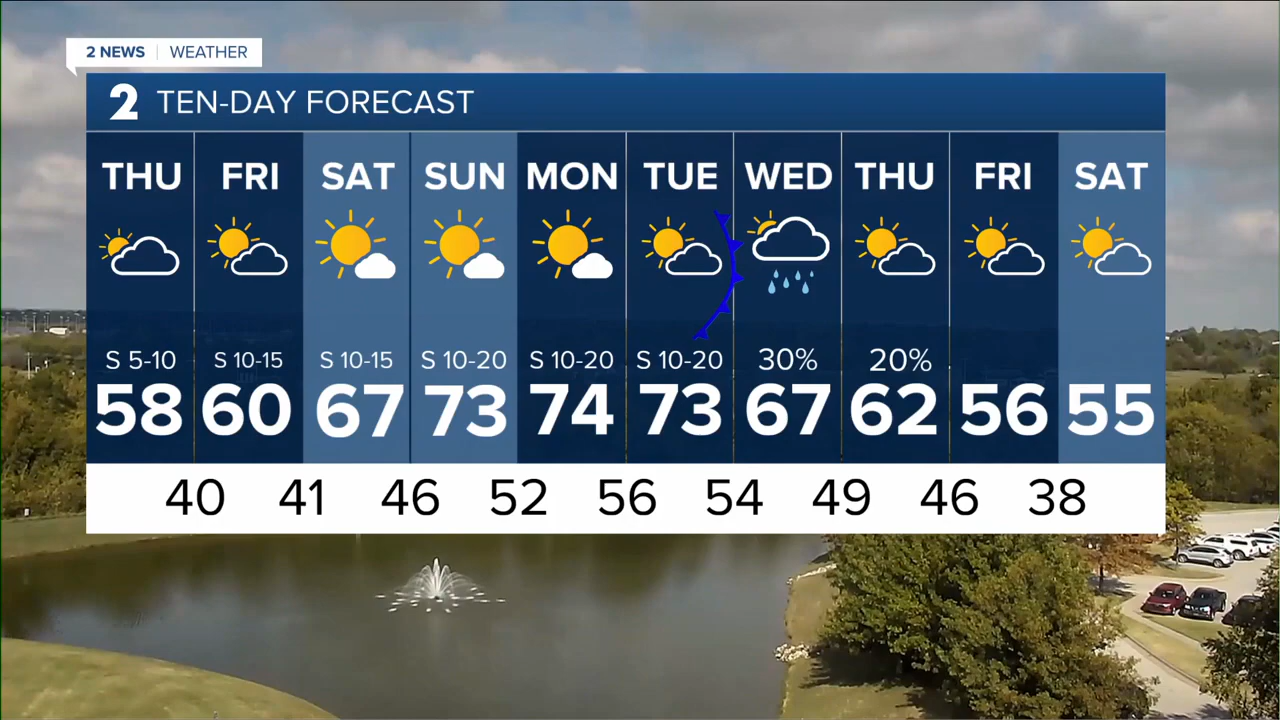 2 NEWS | WEATHER
2 TEN-DAY FORECAST
THU FRI SAT SUN MON TUE WED THU FRI SAT
S 5-10 S 10-15 S 10-15 S 10-20 S 10-20 S 10-20 30% 20%
58 60 67 73 74 73 67 62 56 55
40 41 46 52 56 54 49 46 38